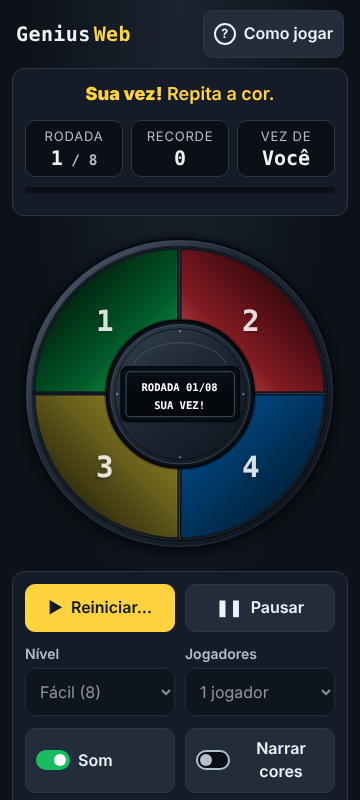 Genius Web
? Como jogar
Sua vez! Repita a cor.
RODADA
1 / 8
RECORDE
0
VEZ DE
Você
1
2
RODADA 01/08
SUA VEZ!
3
4
Reiniciar...
Pausar
Nível
Jogadores
Fácil (8)
1 jogador
Som
Narrar
cores